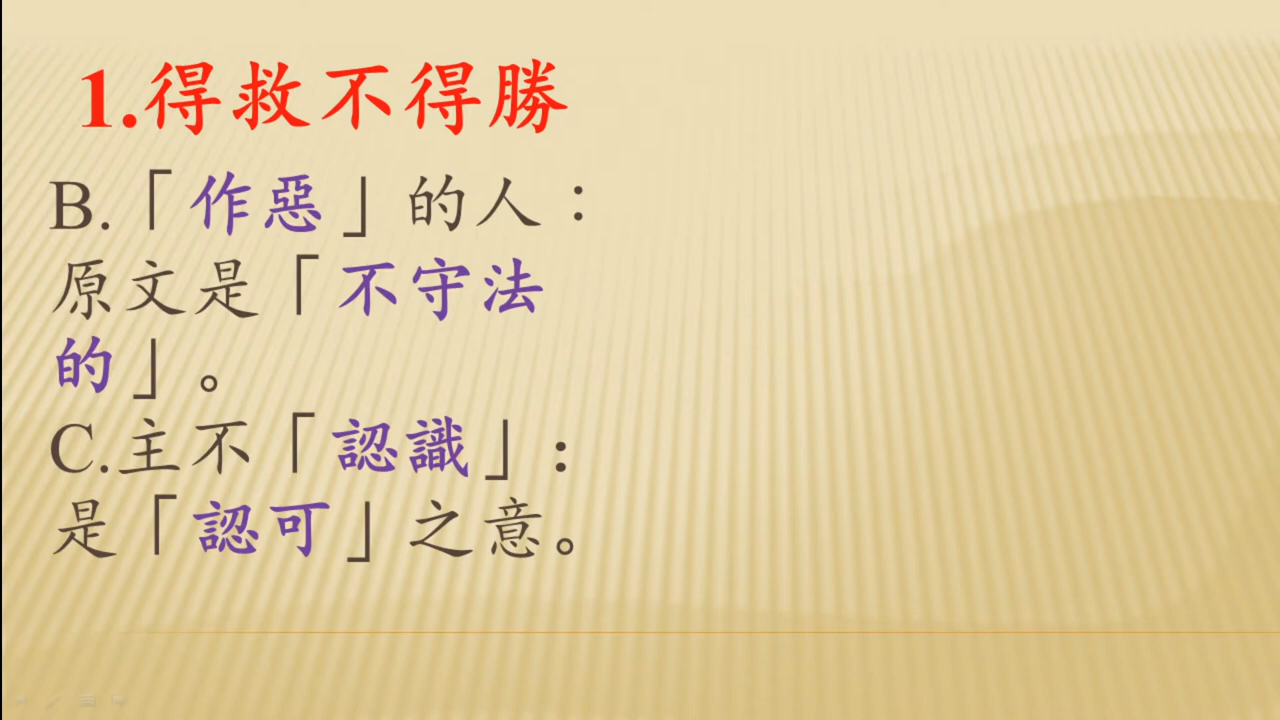 1.得救不得勝
B.「作惡」的人：
原文是「不守法
的」。
C.主不「認識」:
是「認可」之意。